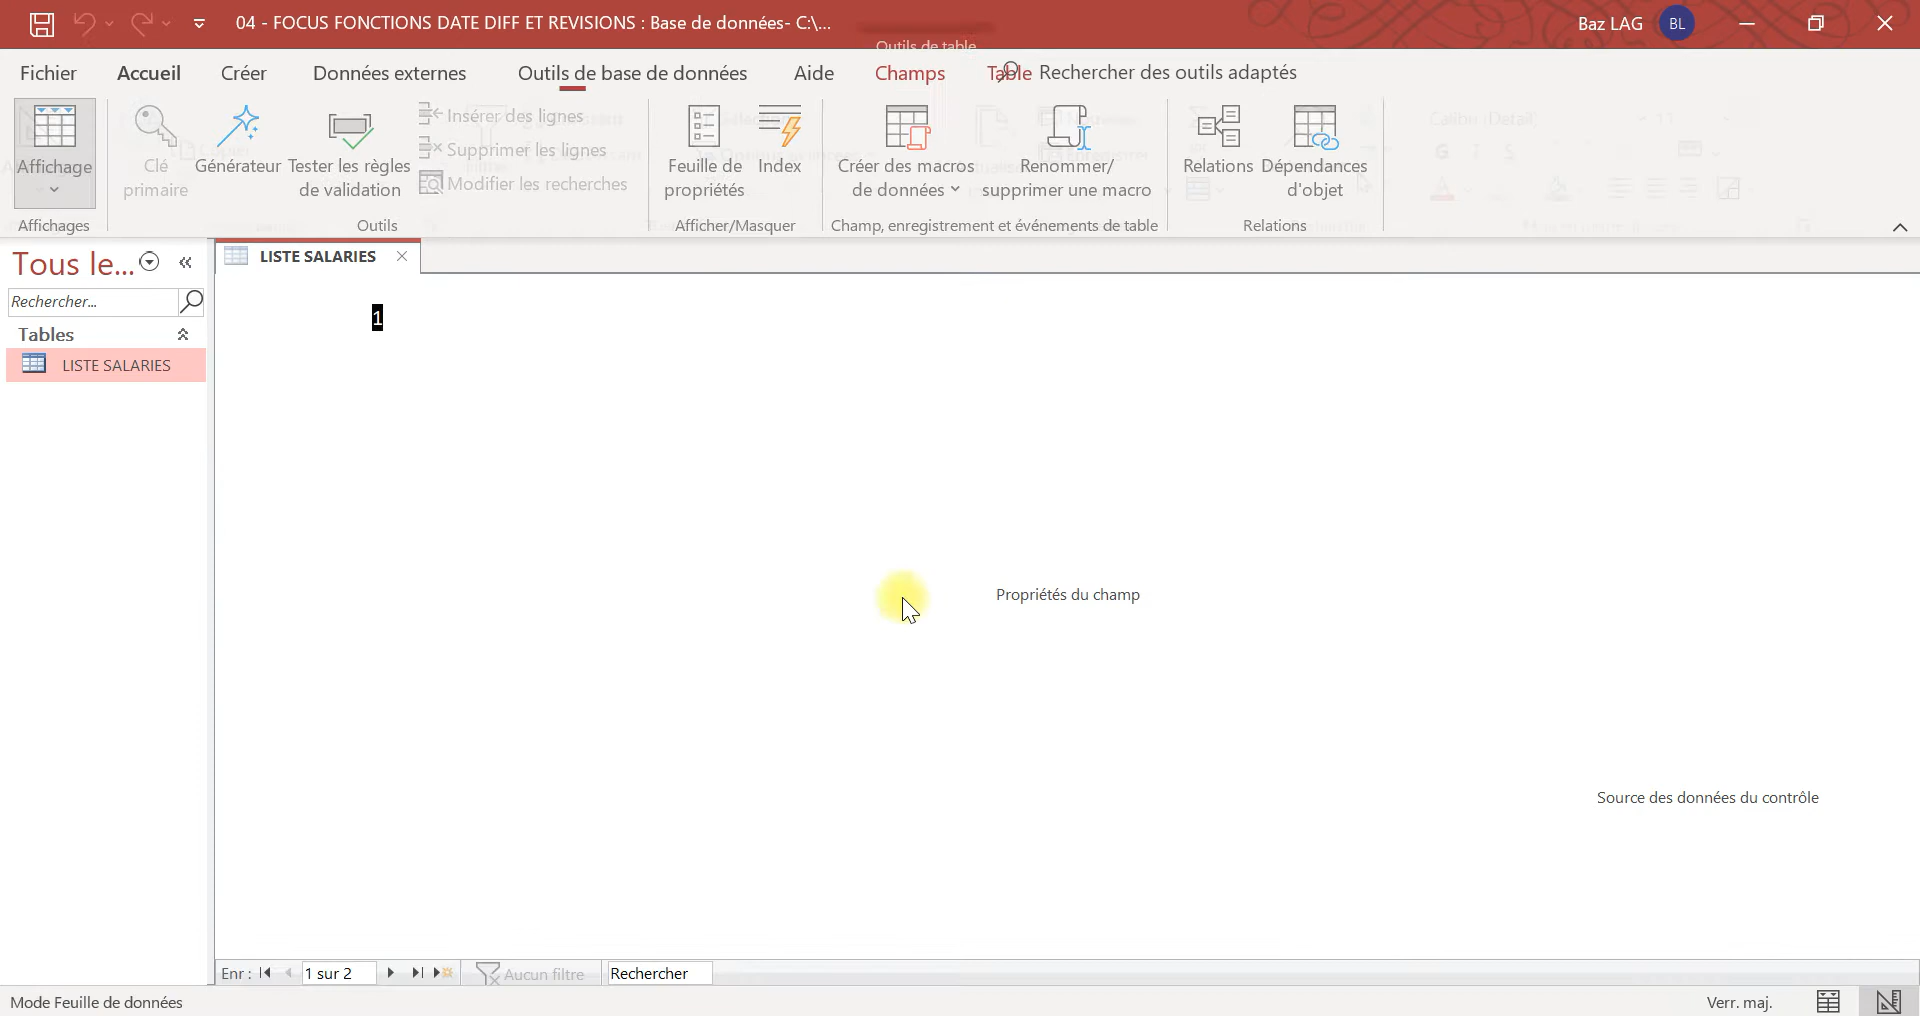 04 - FOCUS FONCTIONS DATE DIFF ET REVISIONS : Base de données- C:\...
Baz LAG
BL
Outils de table
Fichier
Accueil
Créer
Données externes
Outils de base de données
Aide
Champs
Table
Rechercher des outils adaptés
Affichage
Clé
primaire
Générateur
Tester les règles
de validation
Insérer des lignes
Supprimer les lignes
Modifier les recherches
Feuille de
propriétés
Index
Créer des macros
de données
Renommer/
supprimer une macro
Relations
Dépendances
d'objet
Affichages
Outils
Afficher/Masquer
Champ, enregistrement et événements de table
Relations
Tous le...
Rechercher...
Tables
LISTE SALARIES
LISTE SALARIES
1
Propriétés du champ
Source des données du contrôle
Enr :
1 sur 2
Aucun filtre
Rechercher
Mode Feuille de données
Verr. maj.